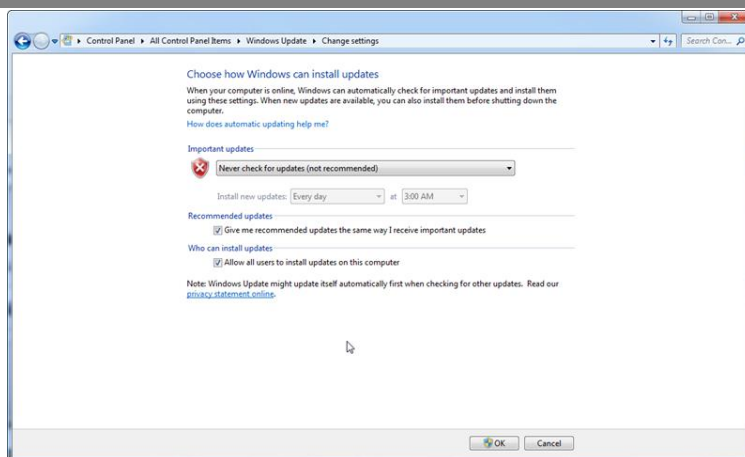 Control Panel ▸ All Control Panel Items ▸ Windows Update ▸ Change settings
Search Con...
Choose how Windows can install updates
When your computer is online, Windows can automatically check for important updates and install them
using these settings. When new updates are available, you can also install them before shutting down the
computer.
How does automatic updating help me?
Important updates
Never check for updates (not recommended)
Install new updates: Every day at 3:00 AM
Recommended updates
Give me recommended updates the same way I receive important updates
Who can install updates
Allow all users to install updates on this computer
Note: Windows Update might update itself automatically first when checking for other updates. Read our
privacy statement online.
OK Cancel